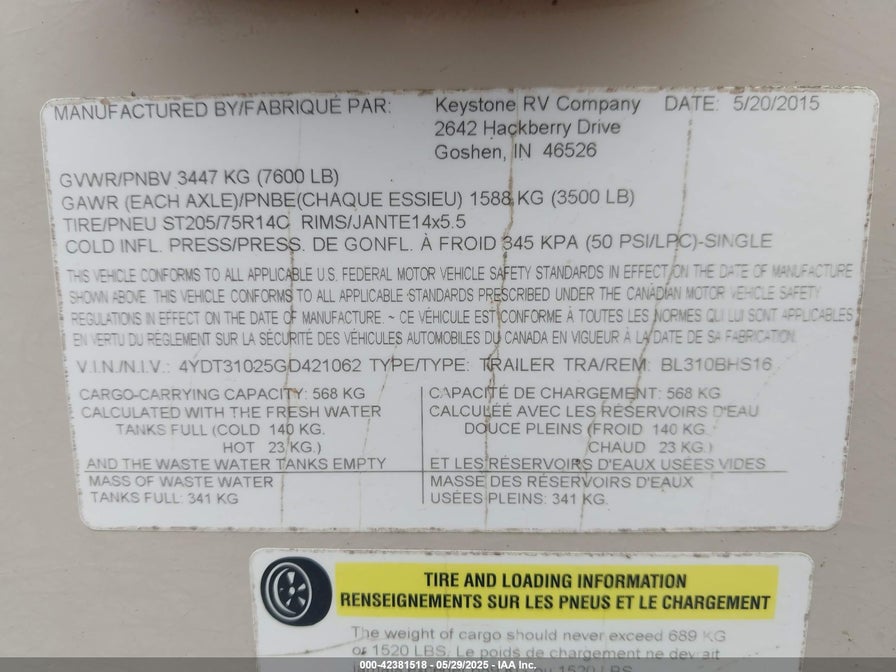 MANUFACTURED BY/FABRIQUÉ PAR: Keystone RV Company DATE: 5/20/2015
2642 Hackberry Drive
Goshen, IN 46526
GVWR/PNBV 3447 KG (7600 LB)
GAWR (EACH AXLE)/PNBE(CHAQUE ESSIEU) 1588 KG (3500 LB)
TIRE/PNEU ST205/75R14C RIMS/JANTE14x5.5
COLD INFL. PRESS/PRESS. DE GONFL. À FROID 345 KPA (50 PSI/LPC)-SINGLE
THIS VEHICLE CONFORMS TO ALL APPLICABLE U.S. FEDERAL MOTOR VEHICLE SAFETY STANDARDS IN EFFECT ON THE DATE OF MANUFACTURE
SHOWN ABOVE. THIS VEHICLE CONFORMS TO ALL APPLICABLE STANDARDS PRESCRIBED UNDER THE CANADIAN MOTOR VEHICLE SAFETY
REGULATIONS IN EFFECT ON THE DATE OF MANUFACTURE. ~ CE VÉHICULE EST CONFORME À TOUTES LES NORMES QUI LUI SONT APPLICABLES
EN VERTU DU RÈGLEMENT SUR LA SÉCURITÉ DES VÉHICULES AUTOMOBILES DU CANADA EN VIGUEUR À LA DATE DE SA FABRICATION.
V.I.N./N.I.V.: 4YDT31025GD421062 TYPE/TYPE: TRAILER TRA/REM: BL310BHS16
CARGO-CARRYING CAPACITY: 568 KG
CALCULATED WITH THE FRESH WATER
TANKS FULL (COLD 140 KG.
HOT 23 KG.)
AND THE WASTE WATER TANKS EMPTY
MASS OF WASTE WATER
TANKS FULL: 341 KG
CAPACITÉ DE CHARGEMENT: 568 KG
CALCULÉE AVEC LES RÉSERVOIRS D'EAU
DOUCE PLEINS (FROID 140 KG.
CHAUD 23 KG.)
ET LES RÉSERVOIRS D'EAUX USÉES VIDES
MASSE DES RÉSERVOIRS D'EAUX
USÉES PLEINS: 341 KG.
TIRE AND LOADING INFORMATION
RENSEIGNEMENTS SUR LES PNEUS ET LE CHARGEMENT
The weight of cargo should never exceed 689 KG
or 1520 LBS. Le poids de chargement ne devait
1520 LBS
000-42381518 - 05/29/2025 - IAA Inc.